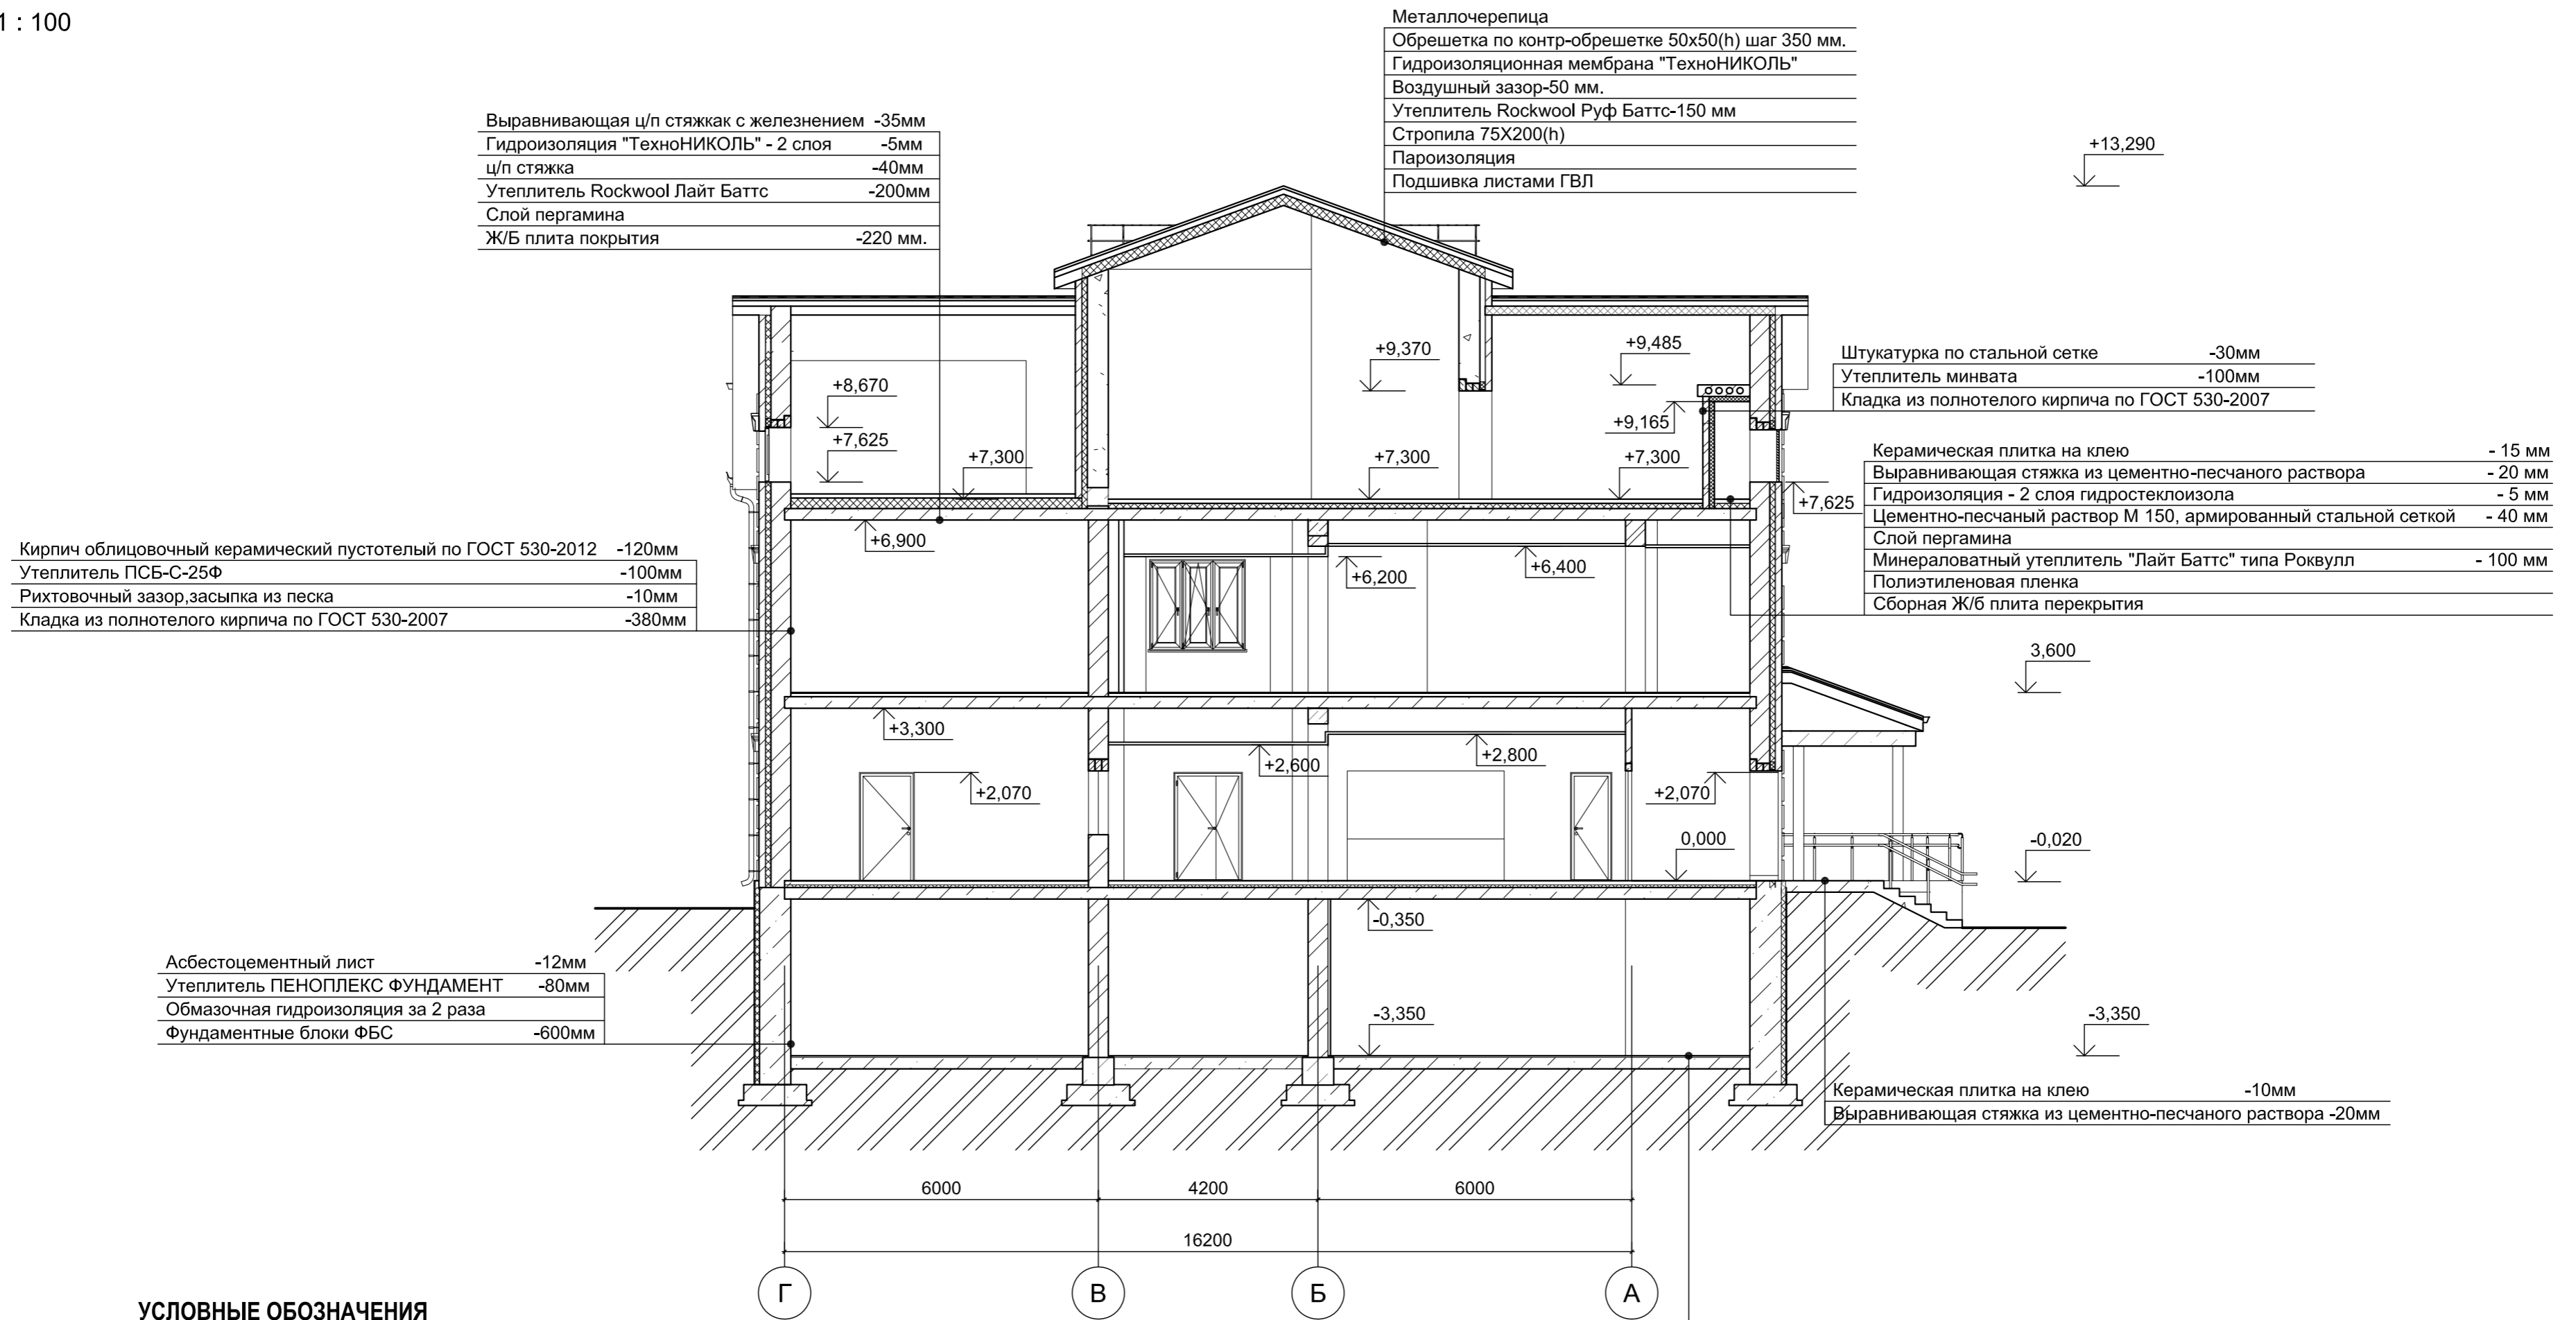 1 : 100
Металлочерепица
Обрешетка по контр-обрешетке 50х50(h) шаг 350 мм.
Гидроизоляционная мембрана "ТехноНИКОЛЬ"
Воздушный зазор-50 мм.
Утеплитель Rockwool Руф Баттс-150 мм
Стропила 75Х200(h)
Пароизоляция
Подшивка листами ГВЛ
Выравнивающая ц/п стяжкак с железнением -35мм
Гидроизоляция "ТехноНИКОЛЬ" - 2 слоя -5мм
ц/п стяжка -40мм
Утеплитель Rockwool Лайт Баттс -200мм
Слой пергамина
Ж/Б плита покрытия -220 мм.
+13,290
Штукатурка по стальной сетке -30мм
Утеплитель минвата -100мм
Кладка из полнотелого кирпича по ГОСТ 530-2007
+9,370
+9,485
+8,670
+9,165
+7,625
+7,300
+7,300
+7,300
Керамическая плитка на клею - 15 мм
Выравнивающая стяжка из цементно-песчаного раствора - 20 мм
Гидроизоляция - 2 слоя гидростеклоизола - 5 мм
Цементно-песчаный раствор М 150, армированный стальной сеткой - 40 мм
Слой пергамина
Минераловатный утеплитель "Лайт Баттс" типа Роквулл - 100 мм
Полиэтиленовая пленка
Сборная Ж/б плита перекрытия
+7,625
Кирпич облицовочный керамический пустотелый по ГОСТ 530-2012 -120мм
Утеплитель ПСБ-С-25Ф -100мм
Рихтовочный зазор,засыпка из песка -10мм
Кладка из полнотелого кирпича по ГОСТ 530-2007 -380мм
+6,900
+6,200
+6,400
3,600
+3,300
+2,600
+2,800
+2,070
+2,070
0,000
-0,020
-0,350
Асбестоцементный лист -12мм
Утеплитель ПЕНОПЛЕКС ФУНДАМЕНТ -80мм
Обмазочная гидроизоляция за 2 раза
Фундаментные блоки ФБС -600мм
-3,350
-3,350
Керамическая плитка на клею -10мм
Выравнивающая стяжка из цементно-песчаного раствора -20мм
6000 4200 6000
16200
Г В Б А
УСЛОВНЫЕ ОБОЗНАЧЕНИЯ